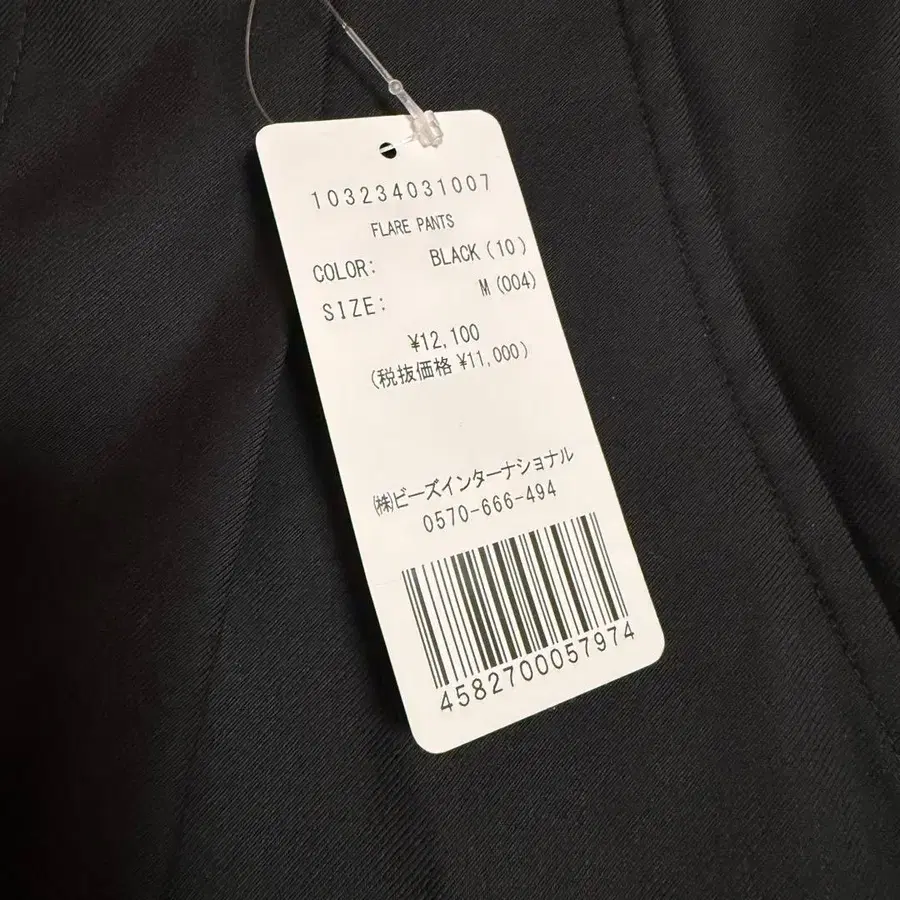 103234031007
FLARE PANTS
COLOR: BLACK(10)
SIZE: M(004)
¥12,100
(税抜価格 ¥11,000)
㈱ビーズインターナショナル
0570-666-494
4582700057974